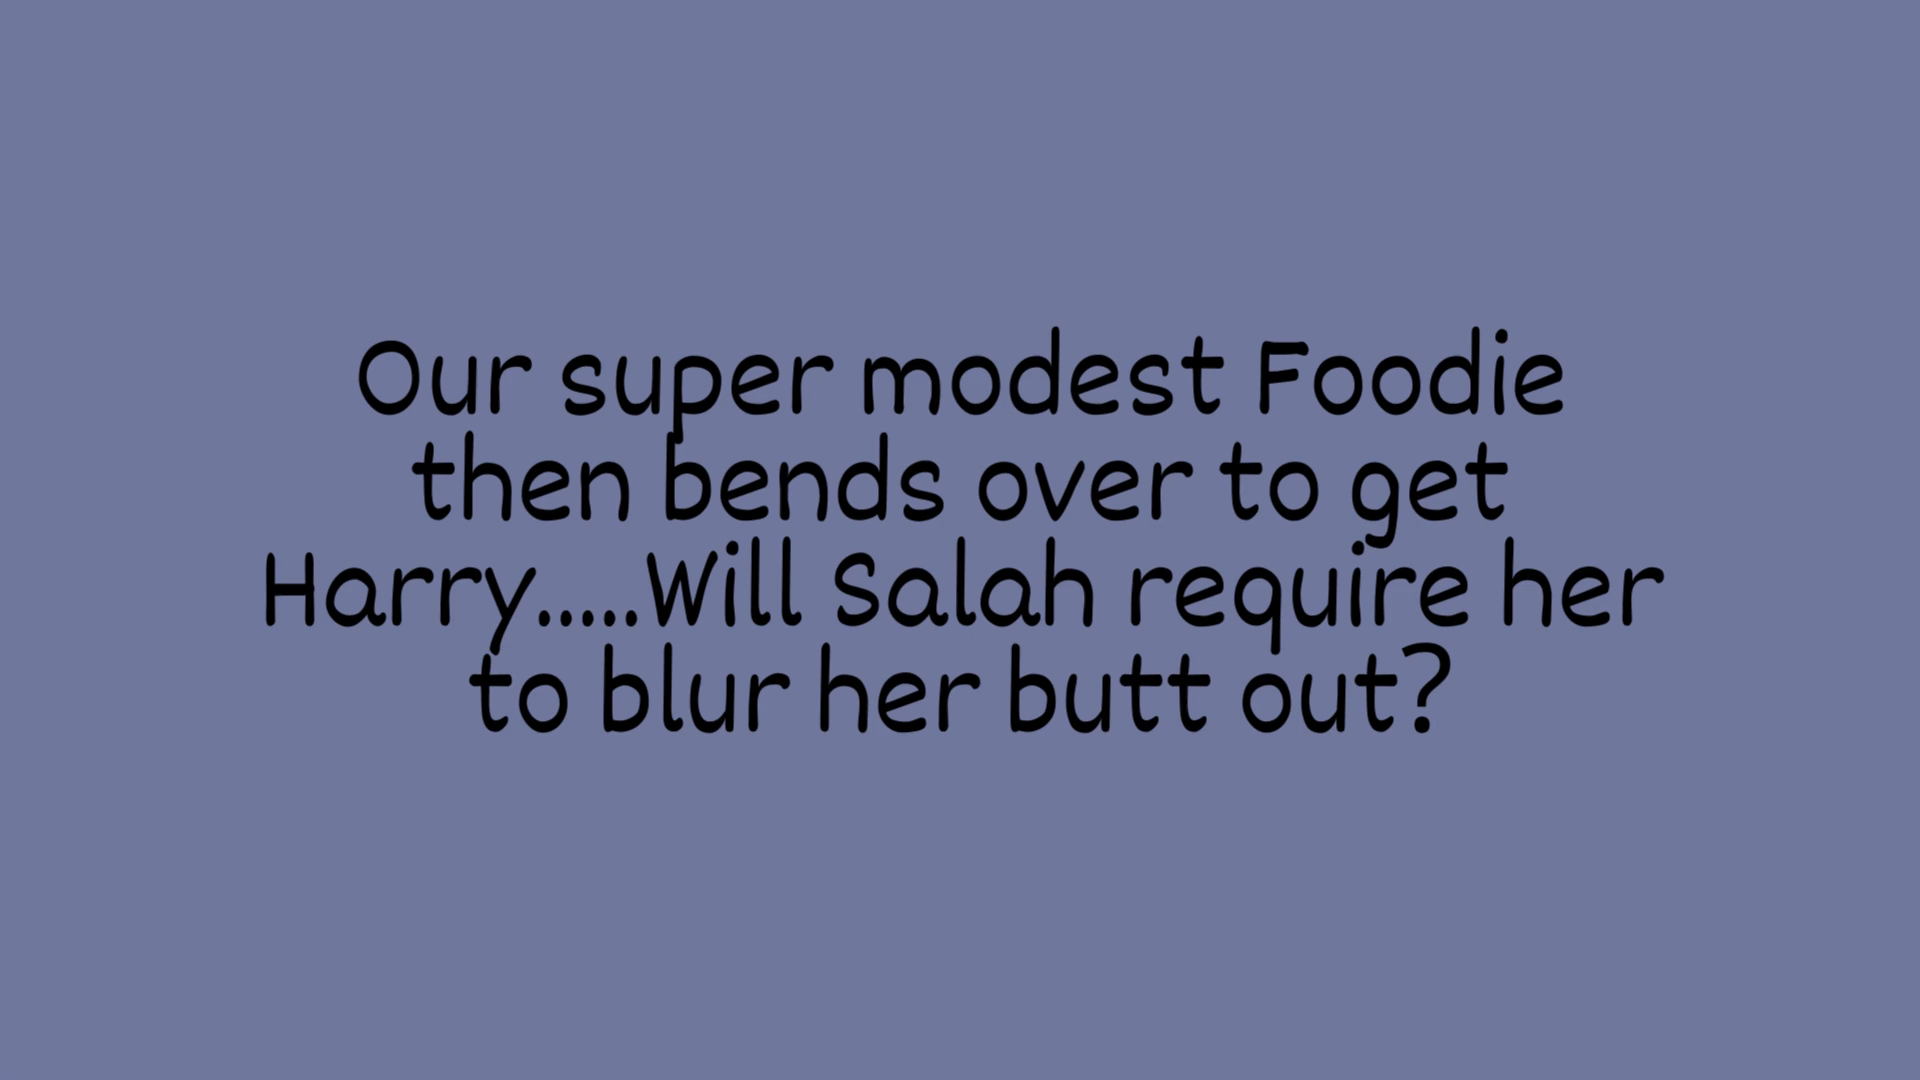 Our super modest Foodie
then bends over to get
Harry.....Will Salah require her
to blur her butt out?